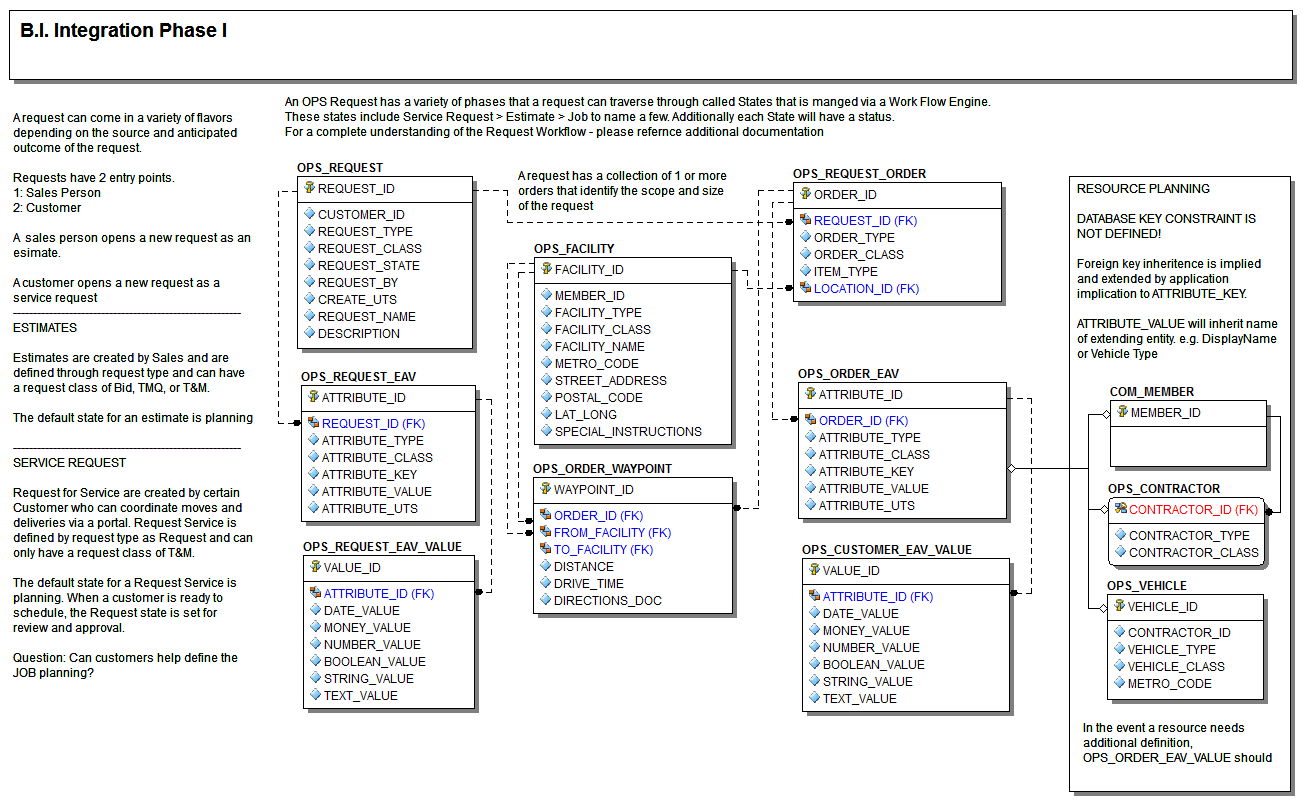 B.I. Integration Phase I
An OPS Request has a variety of phases that a request can traverse through called States that is manged via a Work Flow Engine.
These states include Service Request > Estimate > Job to name a few. Additionally each State will have a status.
For a complete understanding of the Request Workflow - please refernce additional documentation
A request can come in a variety of flavors
depending on the source and anticipated
outcome of the request.
Requests have 2 entry points.
1: Sales Person
2: Customer
A sales person opens a new request as an
esimate.
A customer opens a new request as a
service request
ESTIMATES
Estimates are created by Sales and are
defined through request type and can have
a request class of Bid, TMQ, or T&M.
The default state for an estimate is planning
SERVICE REQUEST
Request for Service are created by certain
Customer who can coordinate moves and
deliveries via a portal. Request Service is
defined by request type as Request and can
only have a request class of T&M.
The default state for a Request Service is
planning. When a customer is ready to
schedule, the Request state is set for
review and approval.
Question: Can customers help define the
JOB planning?
OPS_REQUEST
REQUEST_ID
CUSTOMER_ID
REQUEST_TYPE
REQUEST_CLASS
REQUEST_STATE
REQUEST_BY
CREATE_UTS
REQUEST_NAME
DESCRIPTION
OPS_REQUEST_EAV
ATTRIBUTE_ID
REQUEST_ID (FK)
ATTRIBUTE_TYPE
ATTRIBUTE_CLASS
ATTRIBUTE_KEY
ATTRIBUTE_VALUE
ATTRIBUTE_UTS
OPS_REQUEST_EAV_VALUE
VALUE_ID
ATTRIBUTE_ID (FK)
DATE_VALUE
MONEY_VALUE
NUMBER_VALUE
BOOLEAN_VALUE
STRING_VALUE
TEXT_VALUE
A request has a collection of 1 or more
orders that identify the scope and size
of the request
OPS_FACILITY
FACILITY_ID
MEMBER_ID
FACILITY_TYPE
FACILITY_CLASS
FACILITY_NAME
METRO_CODE
STREET_ADDRESS
POSTAL_CODE
LAT_LONG
SPECIAL_INSTRUCTIONS
OPS_ORDER_WAYPOINT
WAYPOINT_ID
ORDER_ID (FK)
FROM_FACILITY (FK)
TO_FACILITY (FK)
DISTANCE
DRIVE_TIME
DIRECTIONS_DOC
OPS_REQUEST_ORDER
ORDER_ID
REQUEST_ID (FK)
ORDER_TYPE
ORDER_CLASS
ITEM_TYPE
LOCATION_ID (FK)
OPS_ORDER_EAV
ATTRIBUTE_ID
ORDER_ID (FK)
ATTRIBUTE_TYPE
ATTRIBUTE_CLASS
ATTRIBUTE_KEY
ATTRIBUTE_VALUE
ATTRIBUTE_UTS
OPS_CUSTOMER_EAV_VALUE
VALUE_ID
ATTRIBUTE_ID (FK)
DATE_VALUE
MONEY_VALUE
NUMBER_VALUE
BOOLEAN_VALUE
STRING_VALUE
TEXT_VALUE
RESOURCE PLANNING
DATABASE KEY CONSTRAINT IS
NOT DEFINED!
Foreign key inheritence is implied
and extended by application
implication to ATTRIBUTE_KEY.
ATTRIBUTE_VALUE will inherit name
of extending entity. e.g. DisplayName
or Vehicle Type
COM_MEMBER
MEMBER_ID
OPS_CONTRACTOR
CONTRACTOR_ID (FK)
CONTRACTOR_TYPE
CONTRACTOR_CLASS
OPS_VEHICLE
VEHICLE_ID
CONTRACTOR_ID
VEHICLE_TYPE
VEHICLE_CLASS
METRO_CODE
In the event a resource needs
additional definition,
OPS_ORDER_EAV_VALUE should